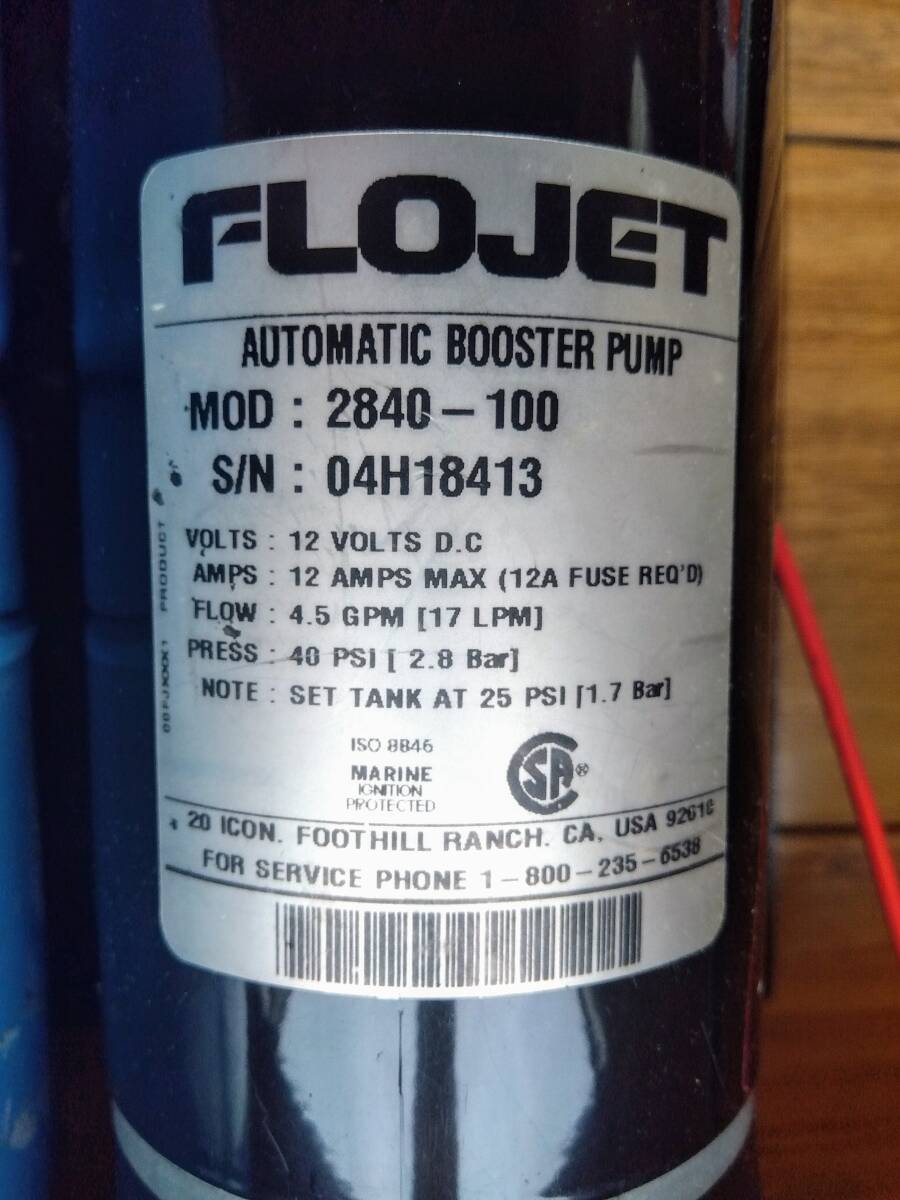 FLOJET
AUTOMATIC BOOSTER PUMP
MOD : 2840-100
S/N : 04H18413
VOLTS : 12 VOLTS D.C
AMPS : 12 AMPS MAX (12A FUSE REQ'D)
FLOW : 4.5 GPM [17 LPM]
PRESS : 40 PSI [ 2.8 Bar]
NOTE : SET TANK AT 25 PSI [1.7 Bar]
ISO 8846
MARINE
IGNITION
PROTECTED
SA®
20 ICON. FOOTHILL RANCH. CA. USA
FOR SERVICE PHONE 1-800-235-6538
PRODUCT